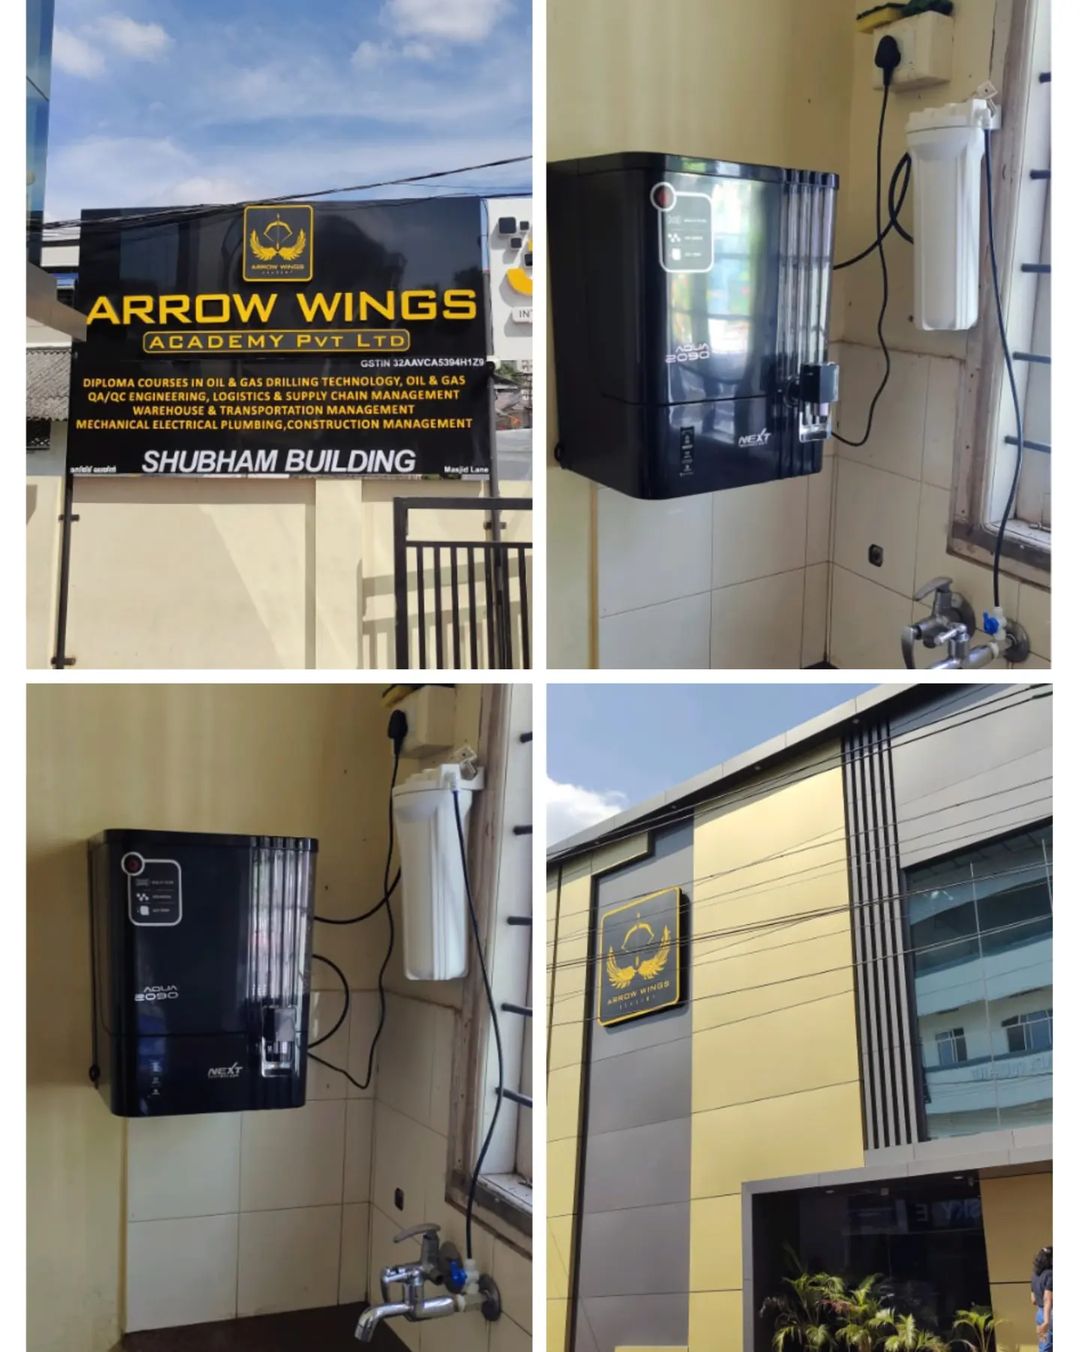 ARROW WINGS
ACADEMY
ARROW WINGS
ACADEMY PVT LTD
GSTIN 32AAVCA5394H1Z9
DIPLOMA COURSES IN OIL & GAS DRILLING TECHNOLOGY, OIL & GAS
QA/QC ENGINEERING, LOGISTICS & SUPPLY CHAIN MANAGEMENT
WAREHOUSE & TRANSPORTATION MANAGEMENT
MECHANICAL ELECTRICAL PLUMBING,CONSTRUCTION MANAGEMENT
SHUBHAM BUILDING
Masjid Lane
AQUA
2090
NEXT
AQUA
2090
NEXT
ARROW WINGS
ACADEMY